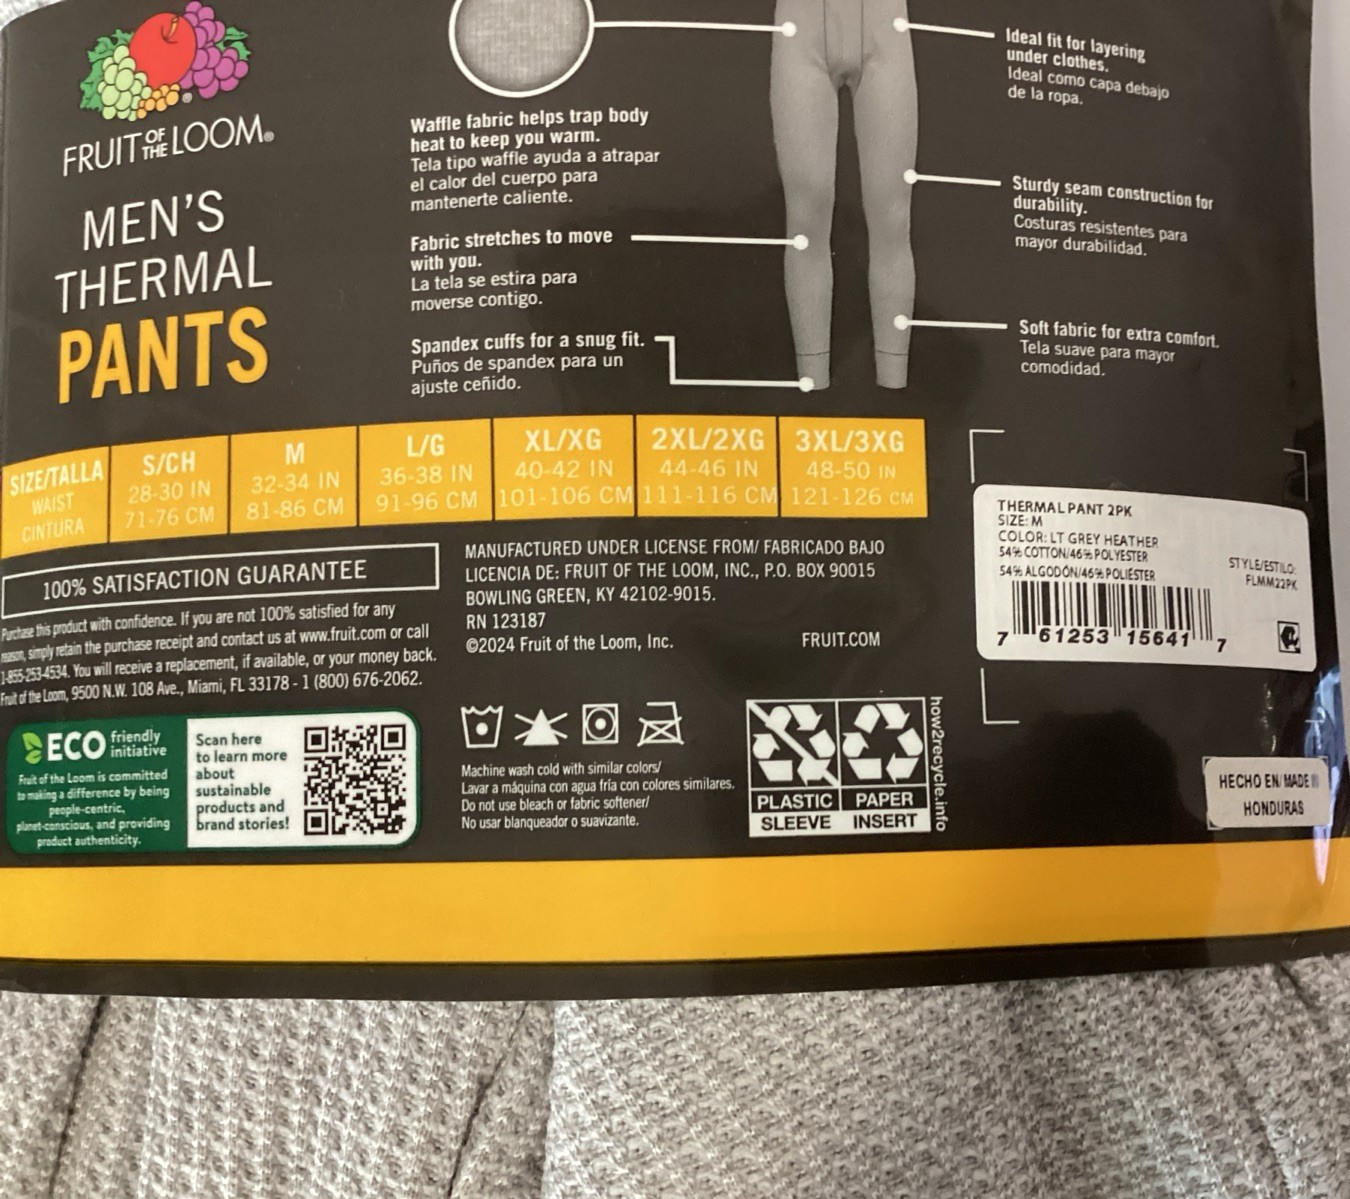 FRUIT OF THE LOOM®
MEN'S
THERMAL
PANTS
Waffle fabric helps trap body
heat to keep you warm.
Tela tipo waffle ayuda a atrapar
el calor del cuerpo para
mantenerte caliente.
Fabric stretches to move
with you.
La tela se estira para
moverse contigo.
Spandex cuffs for a snug fit.
Puños de spandex para un
ajuste ceñido.
Ideal fit for layering
under clothes.
Ideal como capa debajo
de la ropa.
Sturdy seam construction for
durability.
Costuras resistentes para
mayor durabilidad.
Soft fabric for extra comfort.
Tela suave para mayor
comodidad.
SIZE/TALLA
WAIST
CINTURA
S/CH
28-30 IN
71-76 CM
M
32-34 IN
81-86 CM
L/G
36-38 IN
91-96 CM
XL/XG
40-42 IN
101-106 CM
2XL/2XG
44-46 IN
111-116 CM
3XL/3XG
48-50 IN
121-126 CM
100% SATISFACTION GUARANTEE
Purchase this product with confidence. If you are not 100% satisfied for any
reason, simply retain the purchase receipt and contact us at www.fruit.com or call
1-855-253-4534. You will receive a replacement, if available, or your money back.
Fruit of the Loom, 9500 N.W. 108 Ave., Miami, FL 33178 - 1 (800) 676-2062.
MANUFACTURED UNDER LICENSE FROM/ FABRICADO BAJO
LICENCIA DE: FRUIT OF THE LOOM, INC., P.O. BOX 90015
BOWLING GREEN, KY 42102-9015.
RN 123187
©2024 Fruit of the Loom, Inc.
FRUIT.COM
THERMAL PANT 2PK
SIZE: M
COLOR: LT GREY HEATHER
54% COTTON/46% POLYESTER
54% ALGODÓN/46% POLIÉSTER
STYLE/ESTILO:
FLMM22PK
7 61253 15641 7
ECO friendly
initiative
Fruit of the Loom is committed
to making a difference by being
people-centric,
planet-conscious, and providing
product authenticity.
Scan here
to learn more
about
sustainable
products and
brand stories!
Machine wash cold with similar colors/
Lavar a máquina con agua fría con colores similares.
Do not use bleach or fabric softener/
No usar blanqueador o suavizante.
PLASTIC
SLEEVE
PAPER
INSERT
how2recycle.info
HECHO EN/MADE IN
HONDURAS